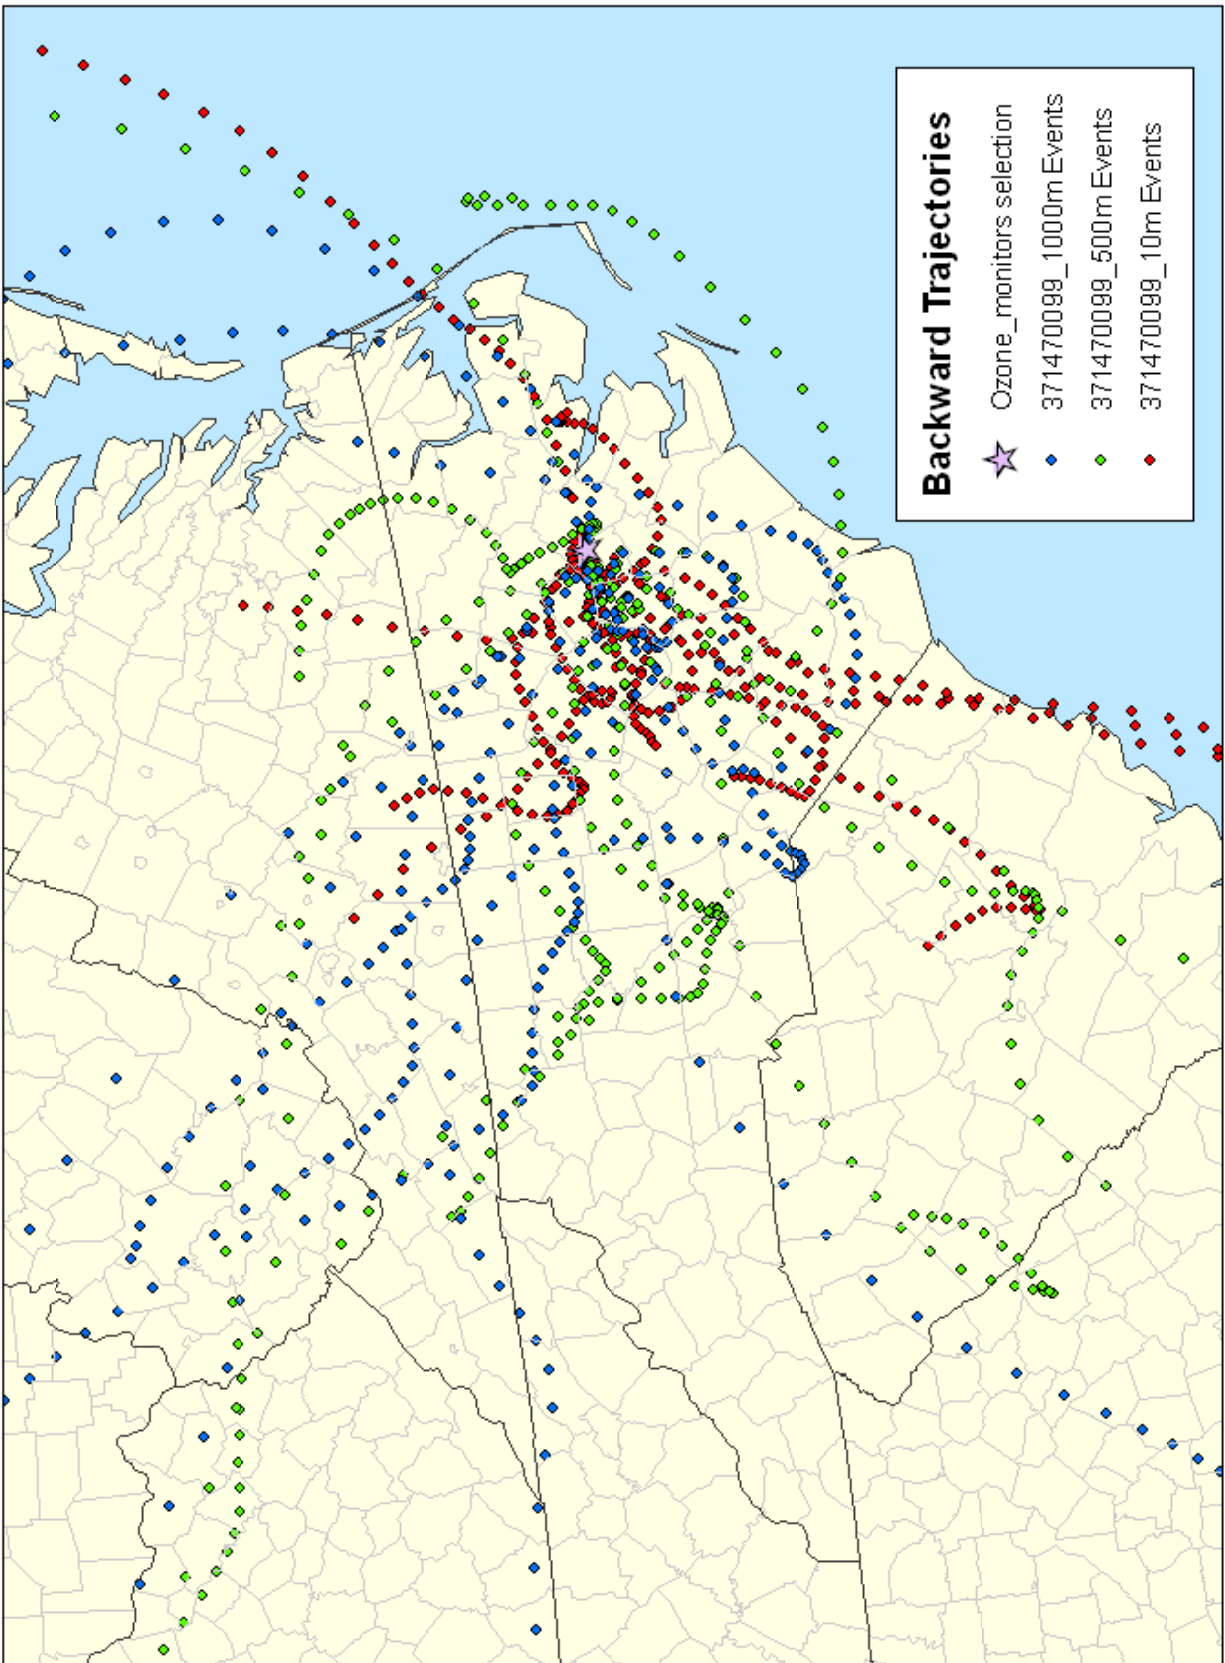 Backward Trajectories
Ozone_monitors selection
371470099_1000m Events
371470099_500m Events
371470099_10m Events